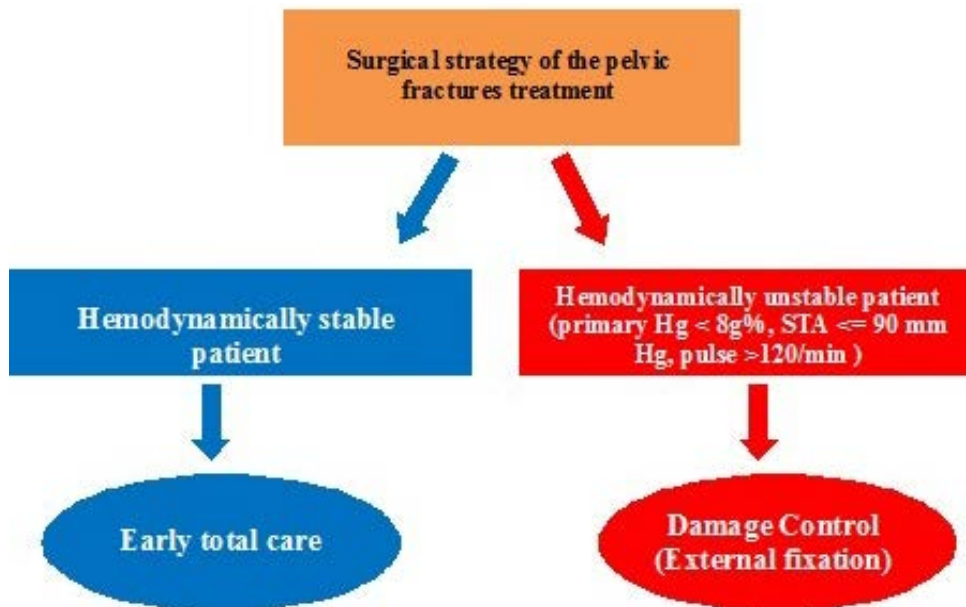 Surgical strategy of the pelvic
fractures treatment
Hemodynamically stable
patient
Hemodynamically unstable patient
(primary Hg < 8g%, STA <= 90 mm
Hg, pulse >120/min )
Early total care
Damage Control
(External fixation)